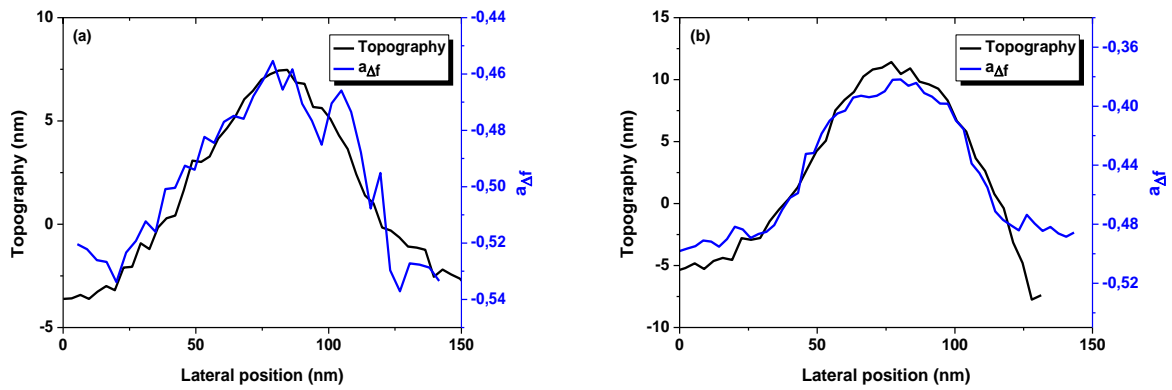 (a)
Topography
aΔf
10
5
0
-5
Topography (nm)
0
50
100
150
Lateral position (nm)
-0,44
-0,46
-0,48
-0,50
-0,52
-0,54
aΔf
(b)
Topography
aΔf
15
10
5
0
-5
-10
Topography (nm)
0
50
100
150
Lateral position (nm)
-0,36
-0,40
-0,44
-0,48
-0,52
aΔf